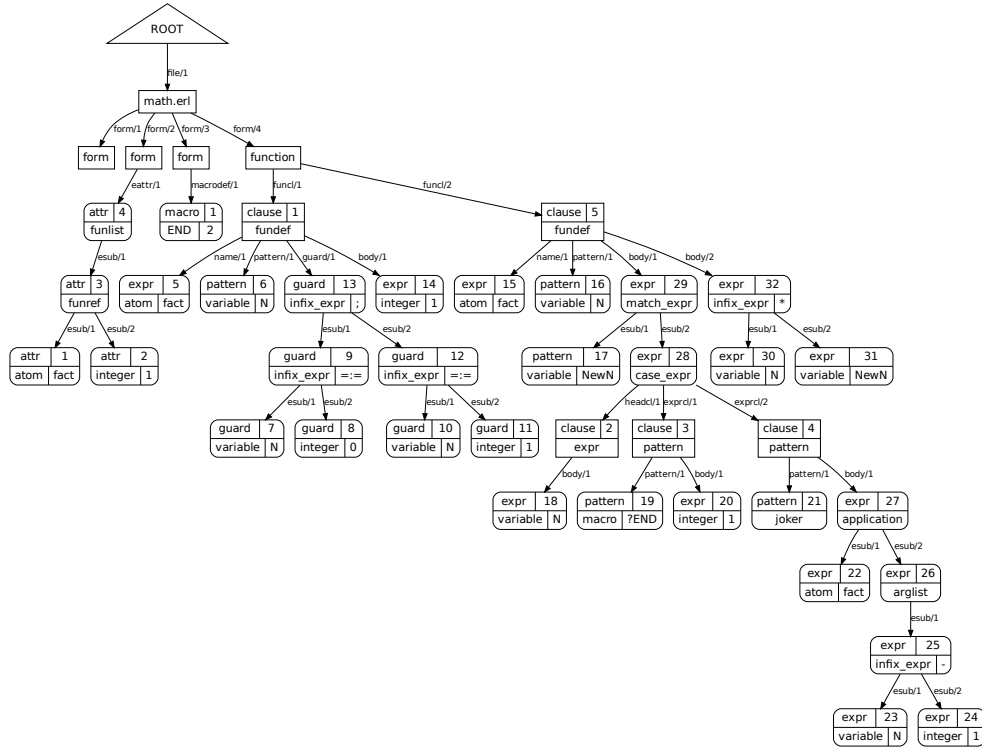 ROOT
file/1
math.erl
form/1 form/2 form/3 form/4
form form form function
eattr/1 macrodef/1 funcl/1 funcl/2
attr 4 macro 1 clause 1 clause 5
funlist END 2 fundef fundef
esub/1 name/1 pattern/1 guard/1 body/1 name/1 pattern/1 body/1 body/2
attr 3 expr 5 pattern 6 guard 13 expr 14 expr 15 pattern 16 expr 29 expr 32
funref atom fact variable N infix_expr ; integer 1 atom fact variable N match_expr infix_expr *
esub/1 esub/2 esub/1 esub/2 esub/1 esub/2 esub/1 esub/2
attr 1 attr 2 guard 9 guard 12 pattern 17 expr 28 expr 30 expr 31
atom fact integer 1 infix_expr =:= infix_expr =:= variable NewN case_expr variable N variable NewN
esub/1 esub/2 esub/1 esub/2 headcl/1 exprcl/1 exprcl/2
guard 7 guard 8 guard 10 guard 11 clause 2 clause 3 clause 4
variable N integer 0 variable N integer 1 expr pattern pattern
body/1 pattern/1 body/1 pattern/1 body/1
expr 18 pattern 19 expr 20 pattern 21 expr 27
variable N macro ?END integer 1 joker application
esub/1 esub/2
expr 22 expr 26
atom fact arglist
esub/1
expr 25
infix_expr -
esub/1 esub/2
expr 23 expr 24
variable N integer 1